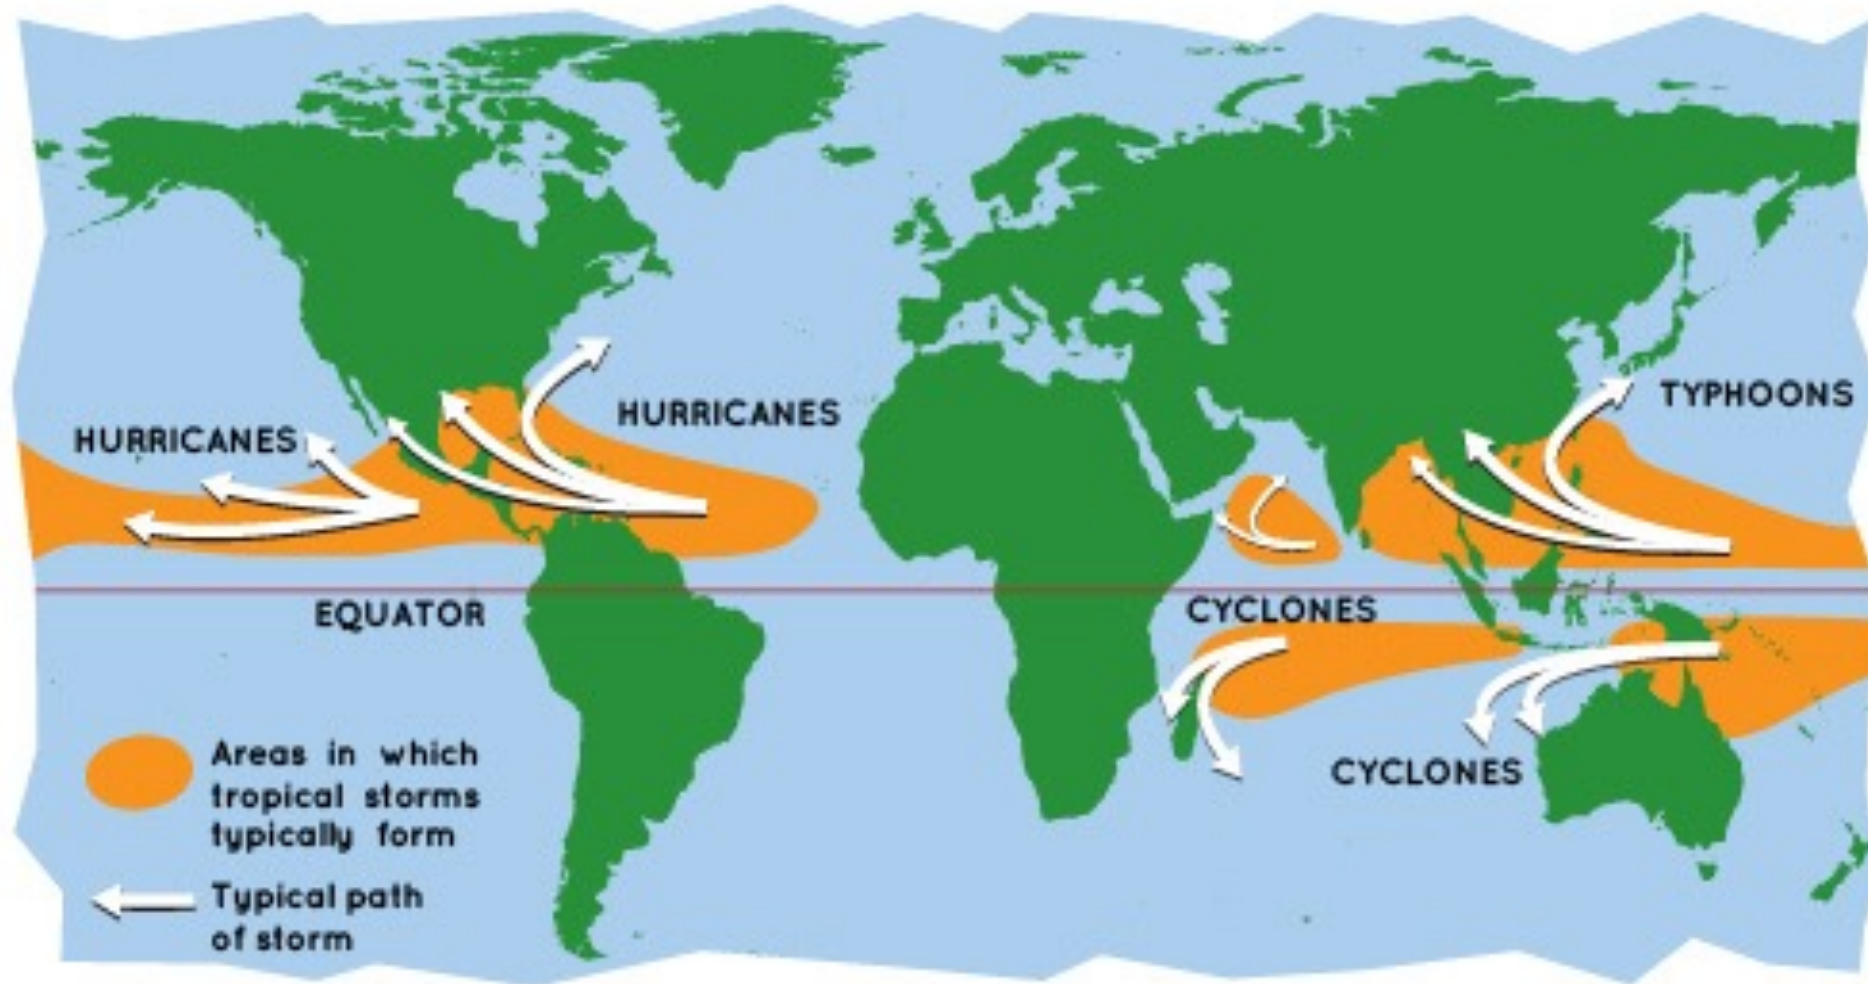 HURRICANES
HURRICANES
TYPHOONS
EQUATOR
CYCLONES
CYCLONES
Areas in which
tropical storms
typically form
Typical path
of storm